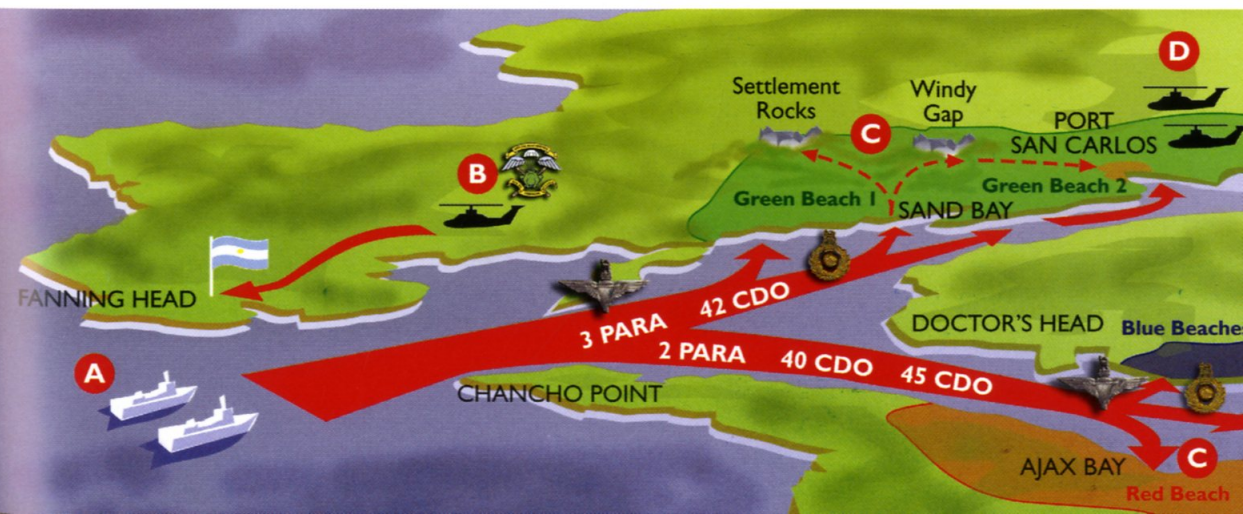 D
Settlement
Rocks
Windy
Gap
C
PORT
SAN CARLOS
B
Green Beach 1
Green Beach 2
SAND BAY
FANNING HEAD
3 PARA
42 CDO
DOCTOR'S HEAD
Blue Beaches
2 PARA
40 CDO
45 CDO
A
CHANCHO POINT
AJAX BAY
C
Red Beach